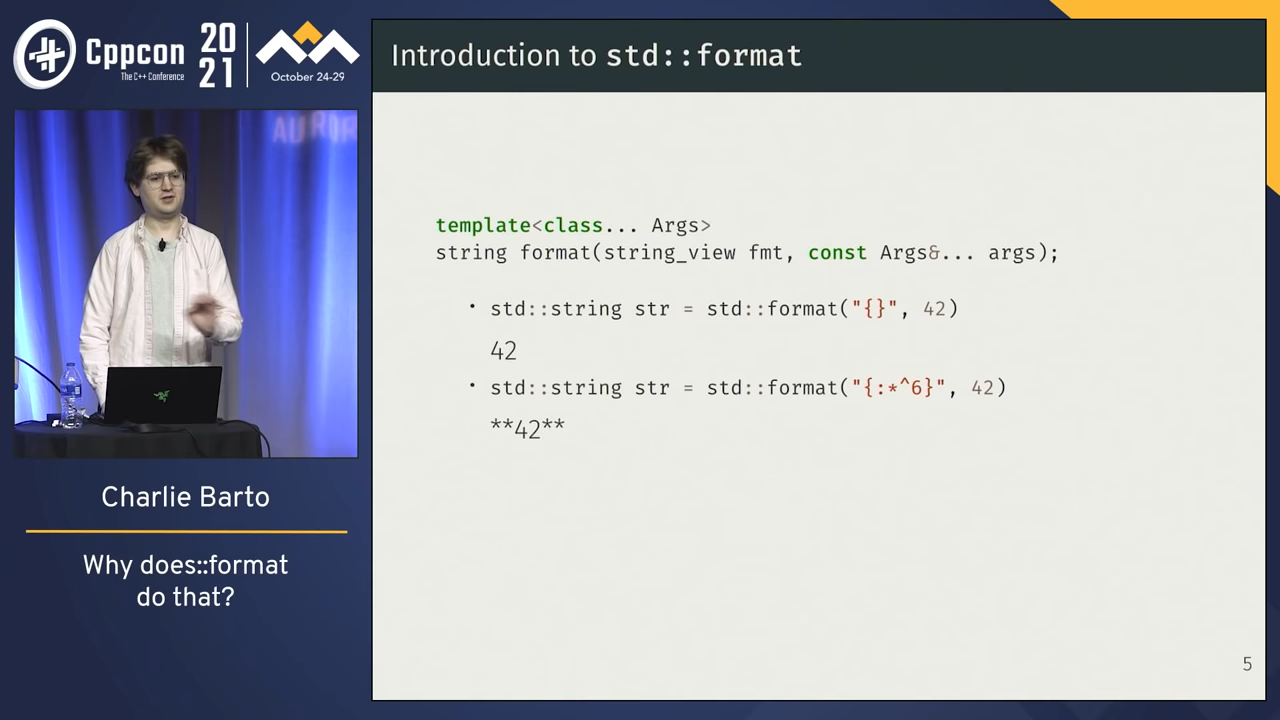 Cppcon
The C++ Conference
20
21
October 24-29
AUROR
Charlie Barto
Why does::format
do that?
Introduction to std::format
template<class... Args>
string format(string_view fmt, const Args&... args);
• std::string str = std::format("{}", 42)
42
• std::string str = std::format("{:*^6}", 42)
**42**
5